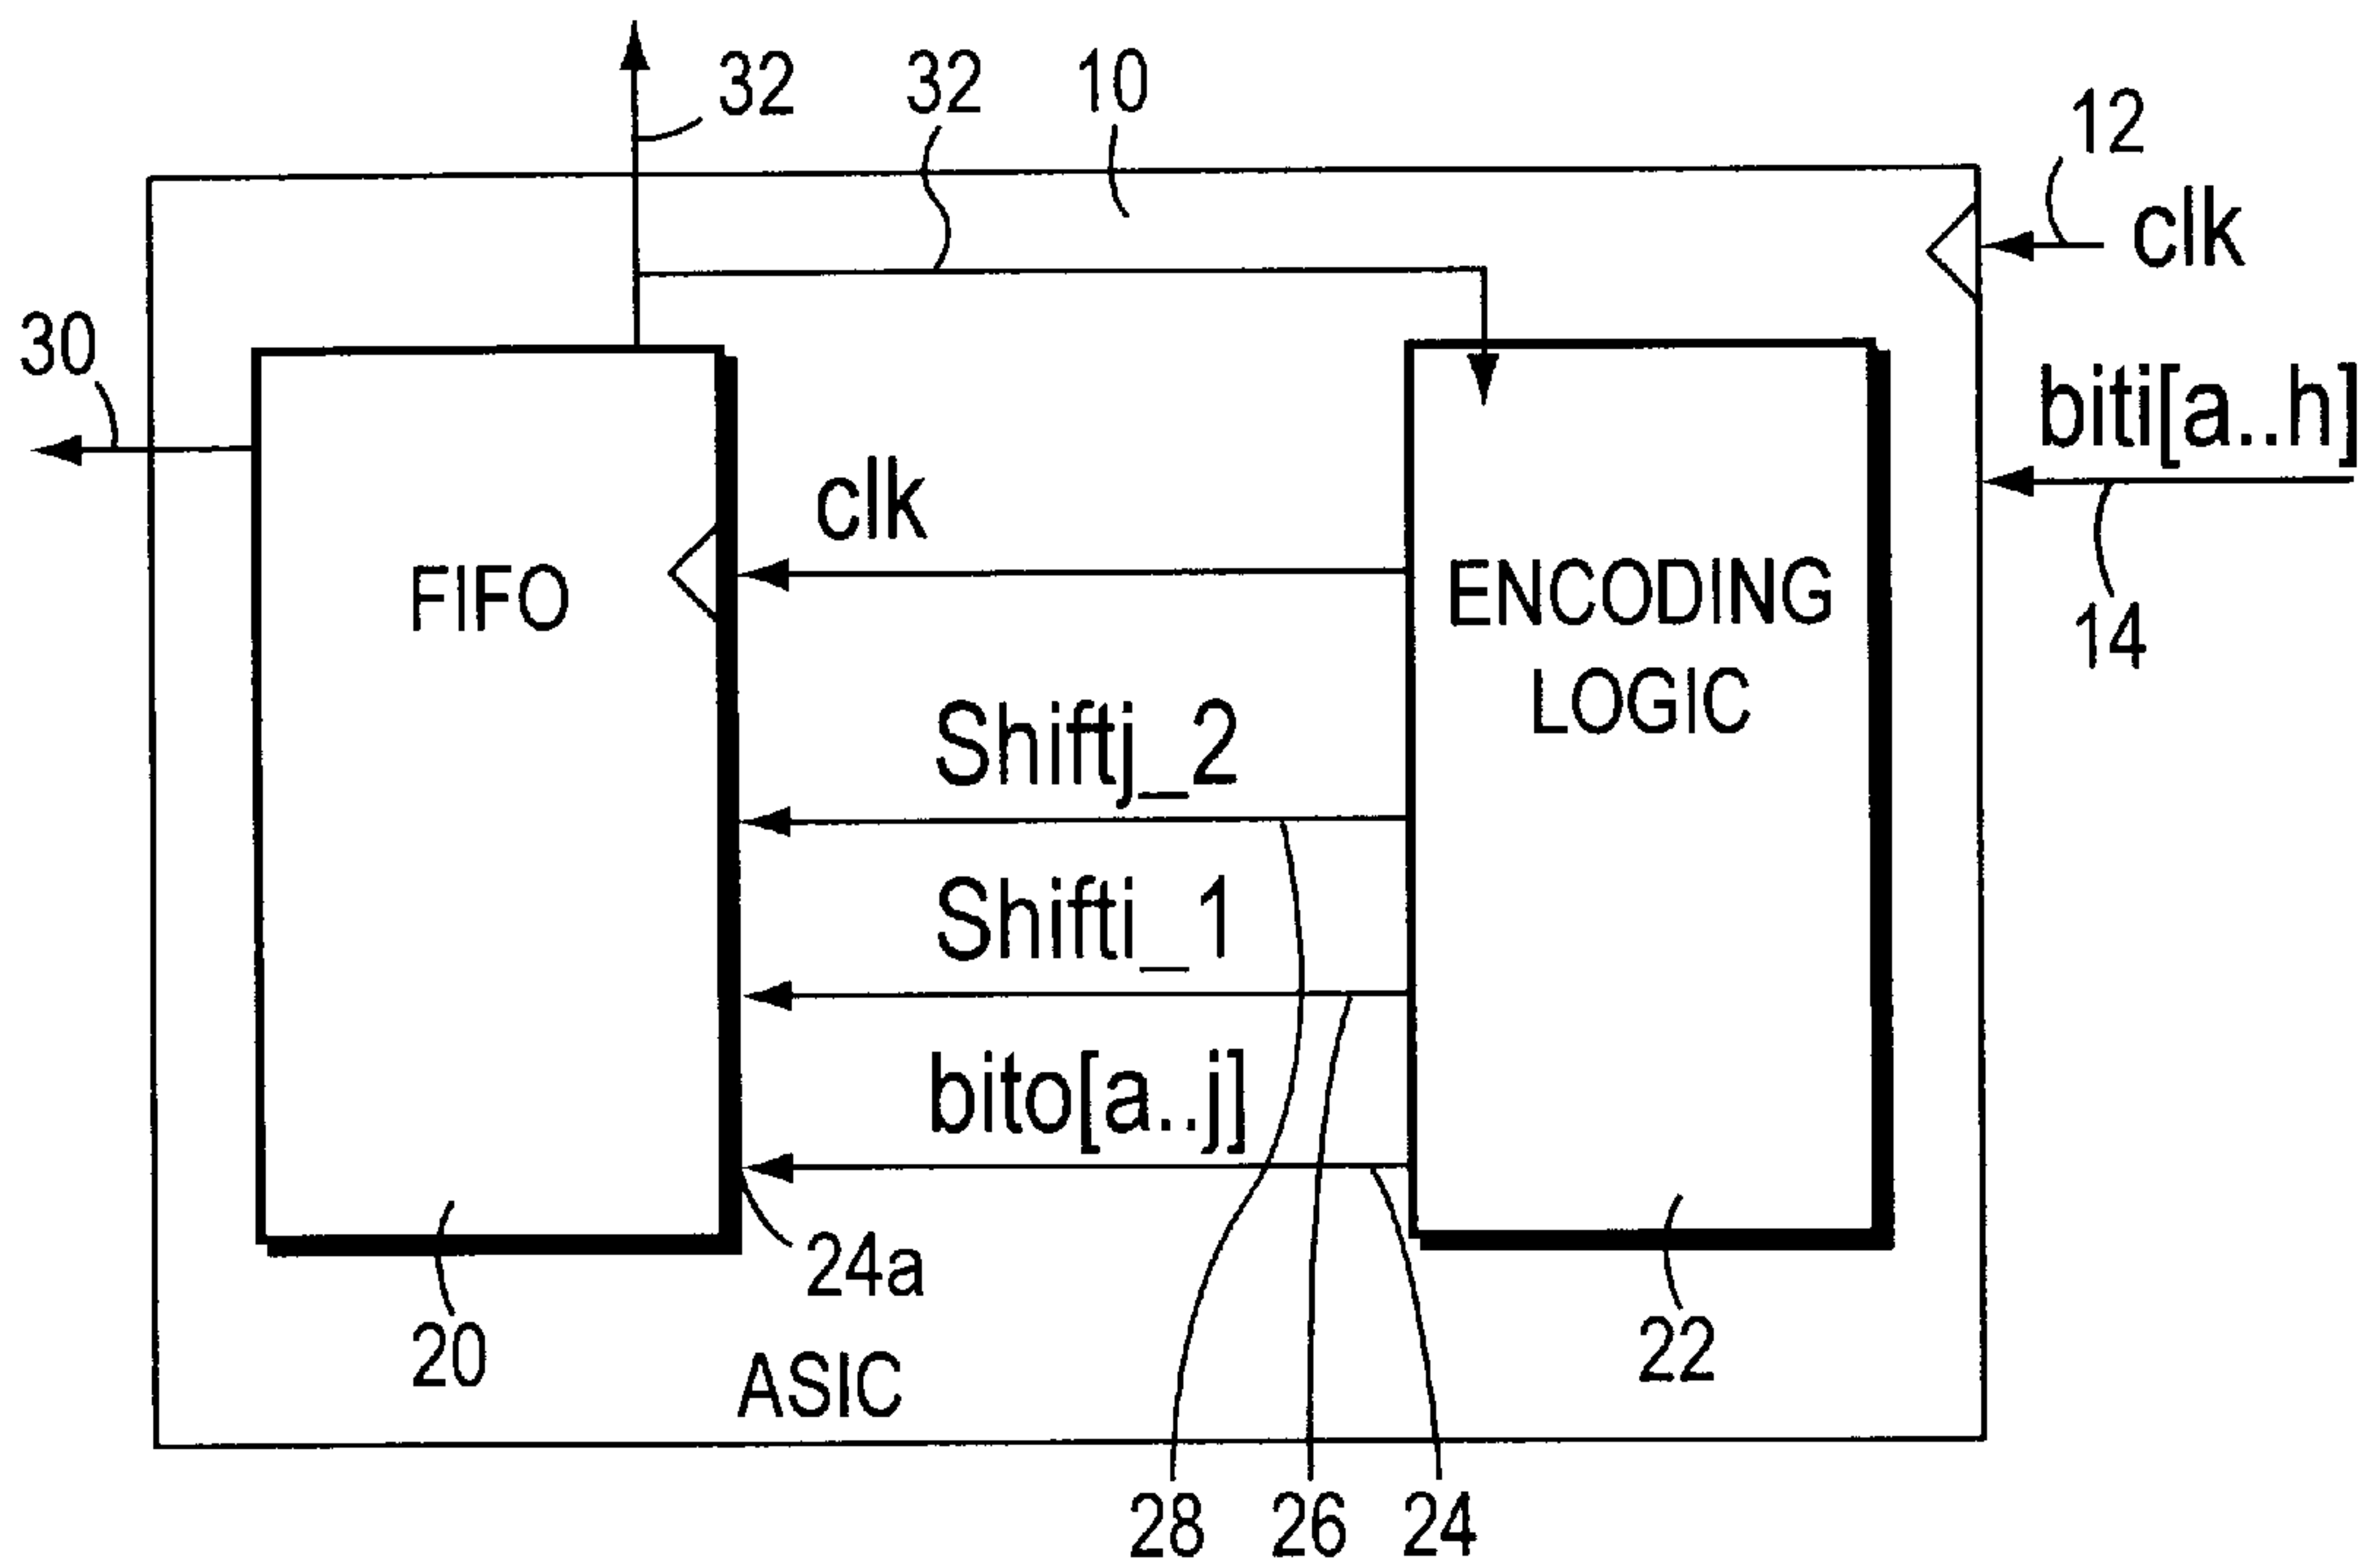 32
32
10
12
clk
30
biti[a..h]
clk
FIFO
ENCODING
LOGIC
14
Shiftj_2
Shifti_1
bito[a..j]
24a
20
22
ASIC
28
26
24